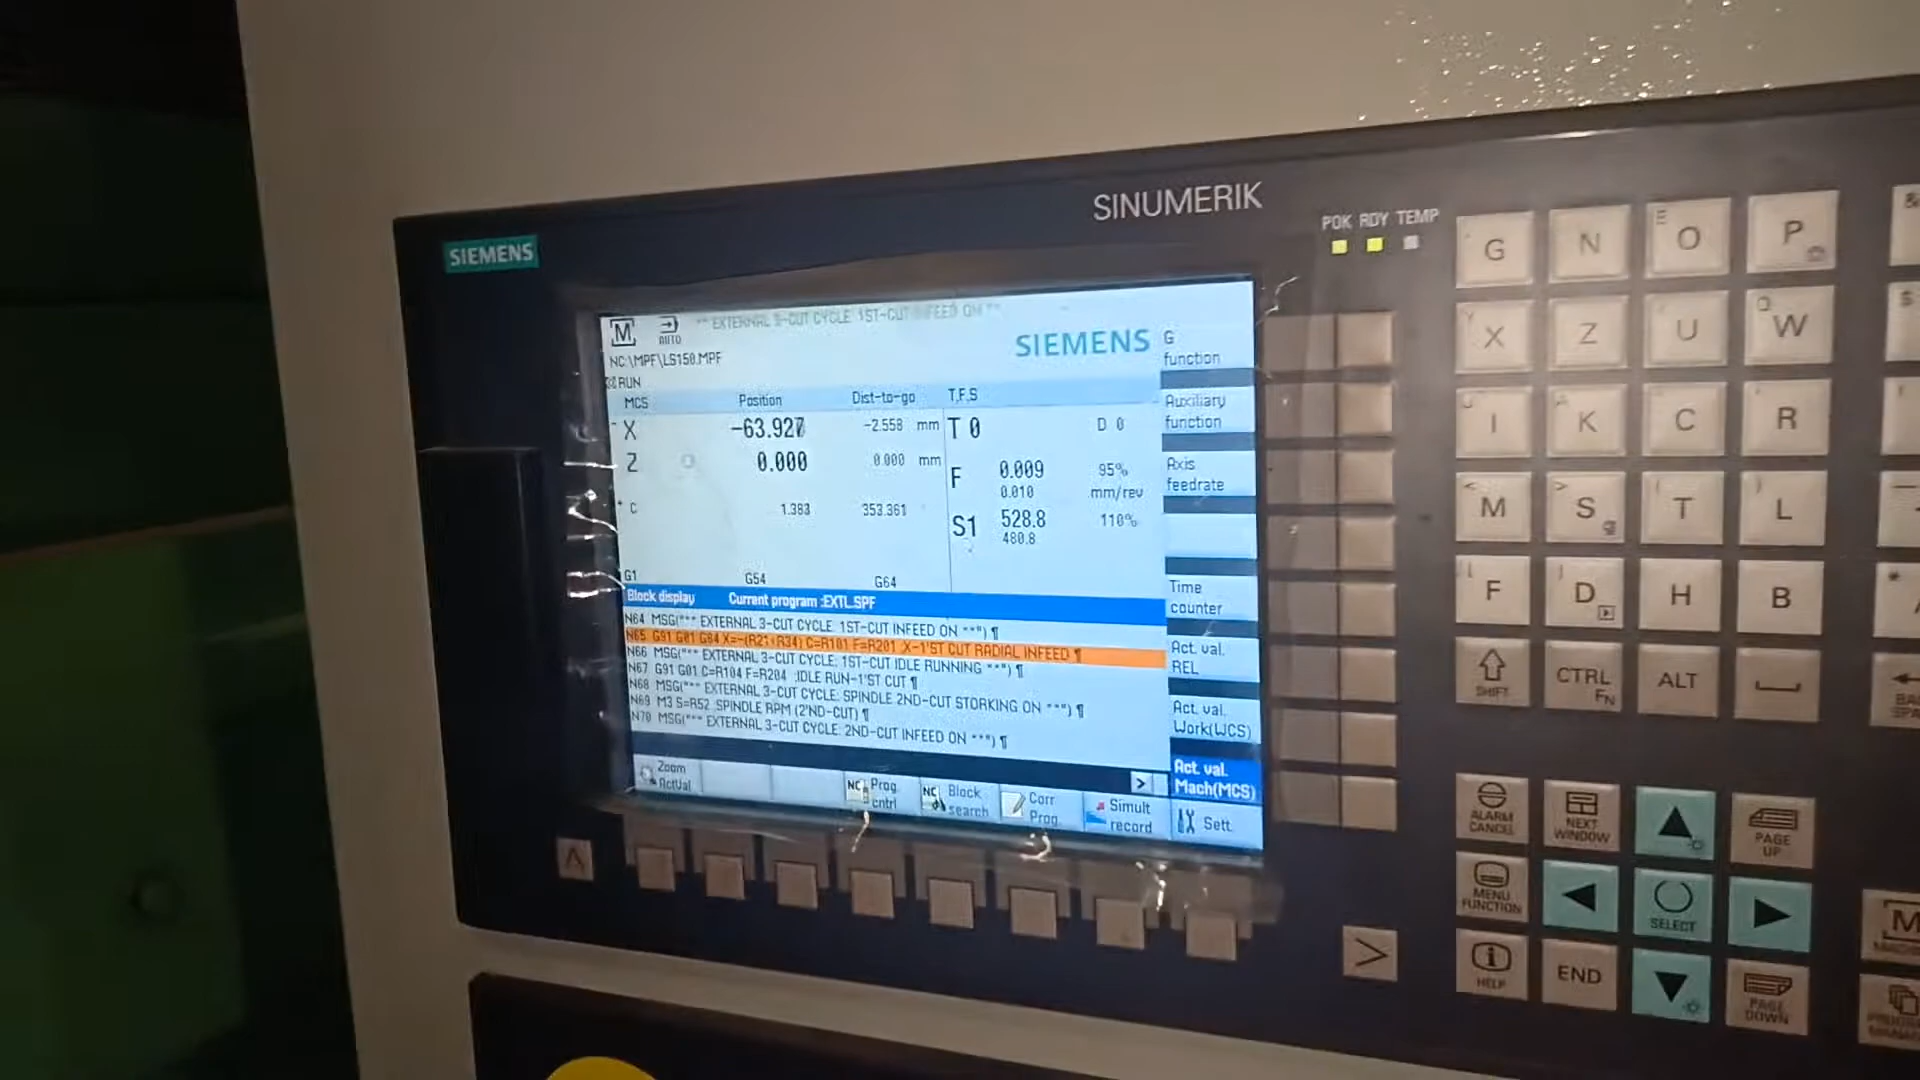 SINUMERIK
SIEMENS
POK RDY TEMP
** EXTERNAL 3-CUT CYCLE: 1ST-CUT INFEED ON **
M
AUTO
SIEMENS
NC:\MPF\LS150.MPF
RUN
MCS Position Dist-to-go T,F,S
X -63.927 -2.558 mm T 0 D 0
Z 0.000 0.000 mm
F 0.009 95%
0.010 mm/rev
C 1.383 353.361
S1 528.8 110%
480.8
G1 G54 G64
Block display Current program :EXTL.SPF
N64 MSG("** EXTERNAL 3-CUT CYCLE: 1ST-CUT INFEED ON **") ¶
N65 G91 G01 G64 X=-(R21+R34) C=R101 F=R201 ;X-1'ST CUT RADIAL INFEED ¶
N66 MSG("** EXTERNAL 3-CUT CYCLE: 1ST-CUT IDLE RUNNING **") ¶
N67 G91 G01 C=R104 F=R204 ;IDLE RUN-1'ST CUT ¶
N68 MSG("** EXTERNAL 3-CUT CYCLE: SPINDLE 2ND-CUT STORKING ON **") ¶
N69 M3 S=R52 ;SPINDLE RPM (2'ND-CUT) ¶
N70 MSG("** EXTERNAL 3-CUT CYCLE: 2ND-CUT INFEED ON **") ¶
G function
Auxiliary function
Axis feedrate
Time counter
Act. val. REL
Act. val. Work(WCS)
Act. val. Mach(MCS)
Zoom ActVal
NC Prog. cntrl
NC Block search
Corr Prog.
Simult record
Sett.
G N O P
X Z U W
I K C R
M S T L
F D H B
SHIFT CTRL FN ALT
ALARM CANCEL
NEXT WINDOW
PAGE UP
MENU FUNCTION
SELECT
HELP
END
PAGE DOWN